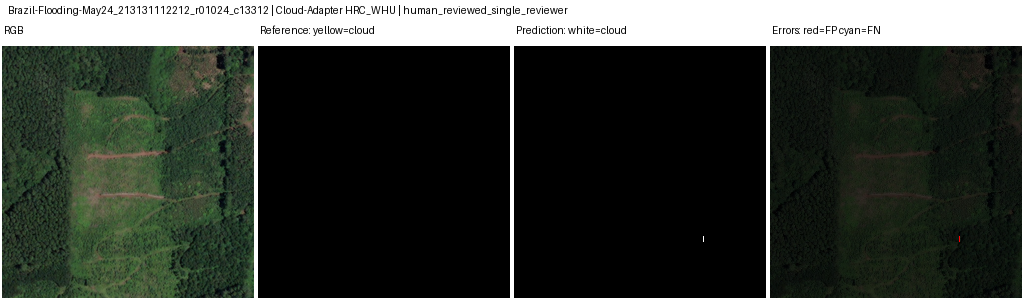 Brazil-Flooding-May24_213131112212_r01024_c13312 | Cloud-Adapter HRC_WHU | human_reviewed_single_reviewer
RGB
Reference: yellow=cloud
Prediction: white=cloud
Errors: red=FP cyan=FN